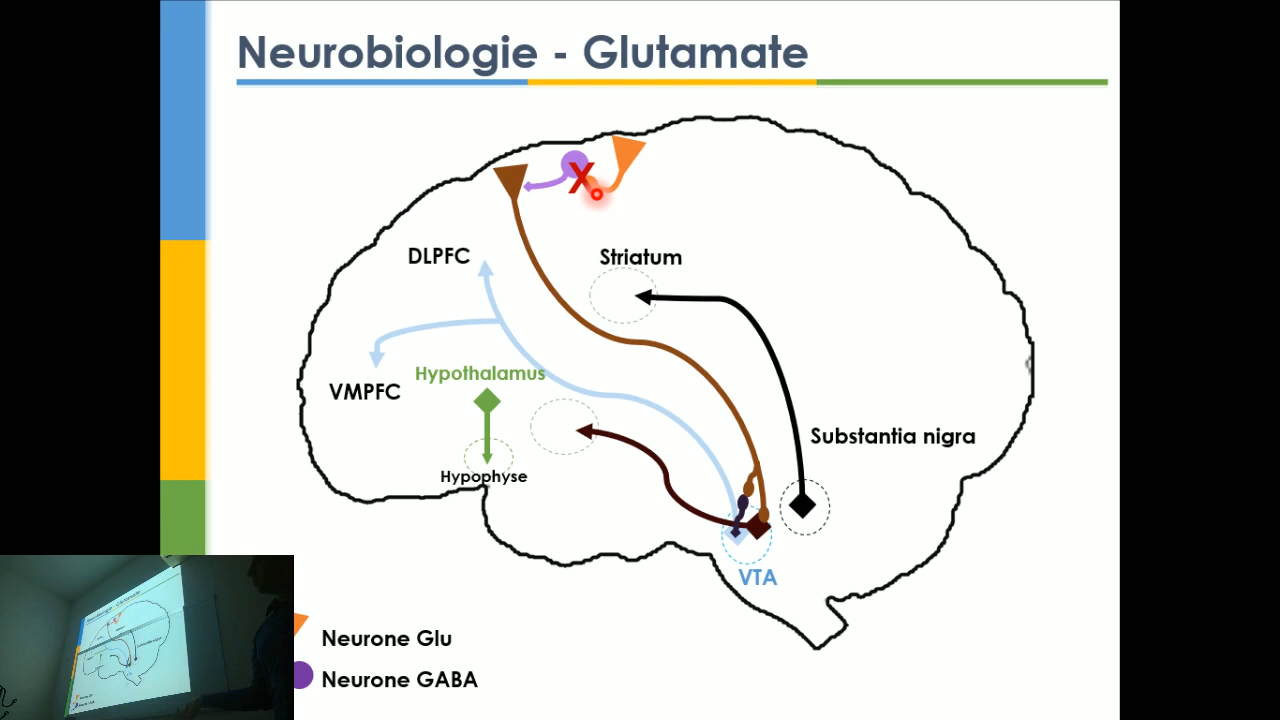 Neurobiologie - Glutamate
X
DLPFC
Striatum
Hypothalamus
VMPFC
Substantia nigra
Hypophyse
VTA
Neurone Glu
Neurone GABA